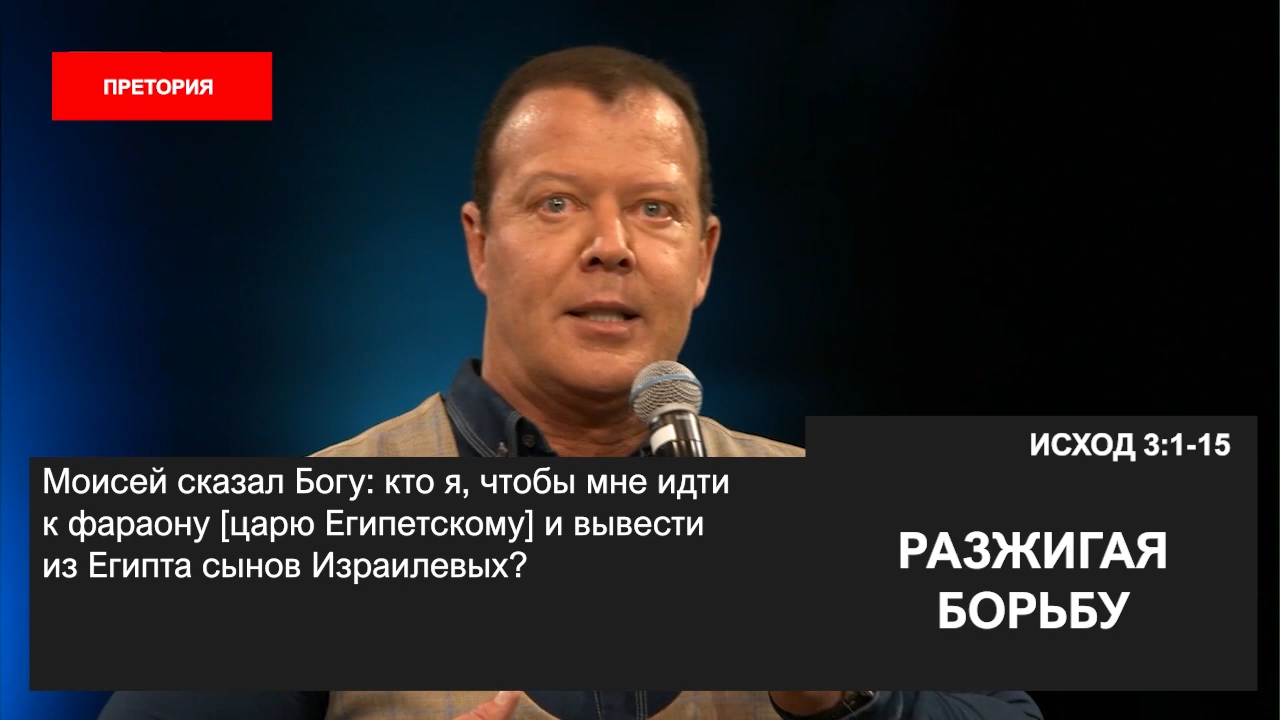 ПРЕТОРИЯ
Моисей сказал Богу: кто я, чтобы мне идти
к фараону [царю Египетскому] и вывести
из Египта сынов Израилевых?
ИСХОД 3:1-15
РАЗЖИГАЯ
БОРЬБУ